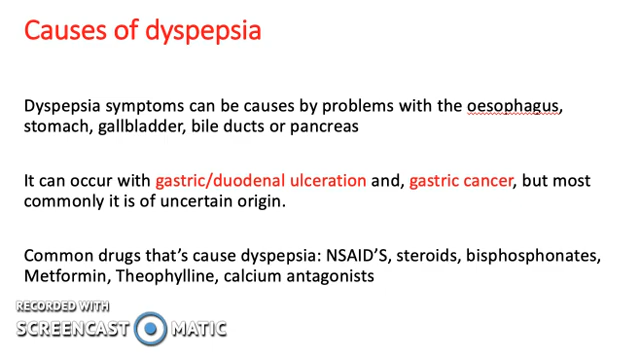 Causes of dyspepsia
Dyspepsia symptoms can be causes by problems with the oesophagus,
stomach, gallbladder, bile ducts or pancreas
It can occur with gastric/duodenal ulceration and, gastric cancer, but most
commonly it is of uncertain origin.
Common drugs that's cause dyspepsia: NSAID'S, steroids, bisphosphonates,
Metformin, Theophylline, calcium antagonists
RECORDED WITH
SCREENCAST MATIC